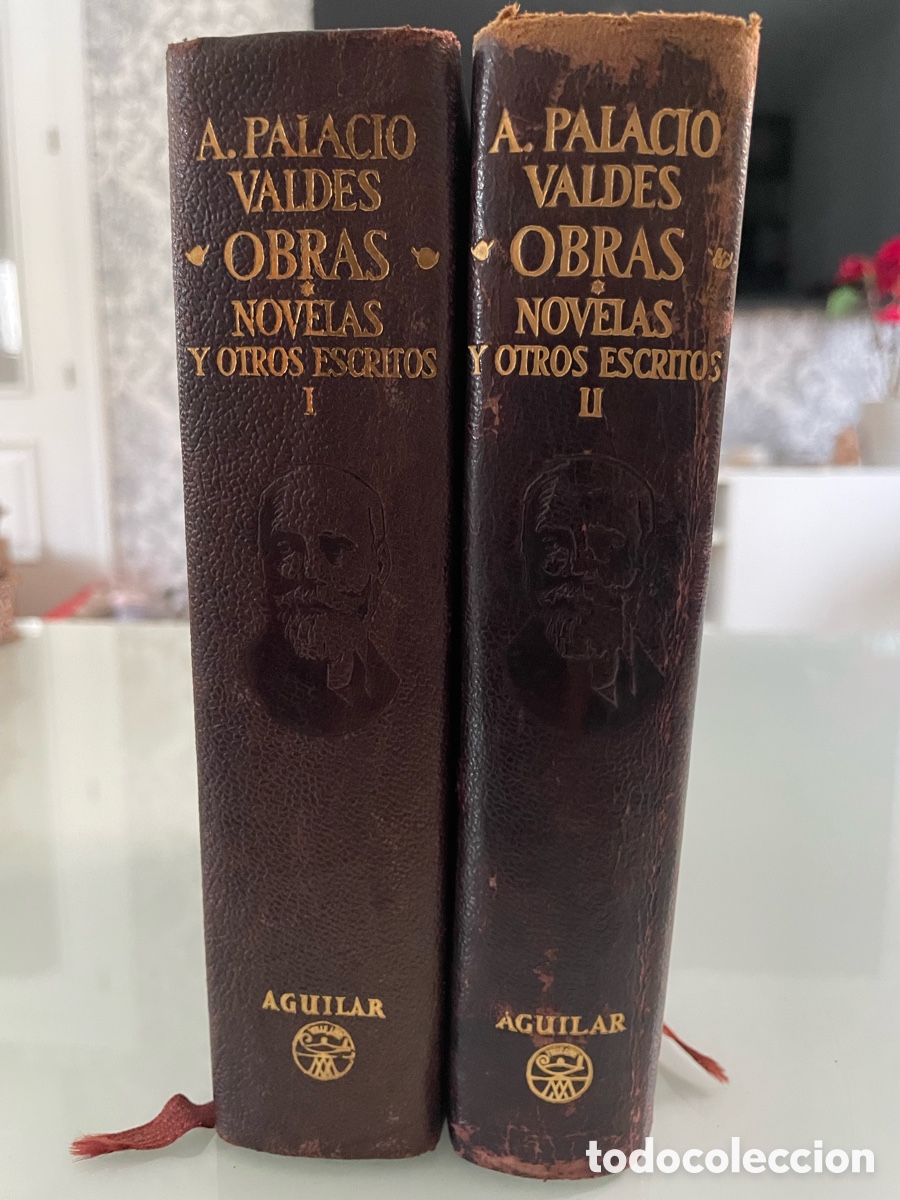 A. PALACIO
VALDES
OBRAS
NOVELAS
Y OTROS ESCRITOS
I
AGUILAR
A. PALACIO
VALDES
OBRAS
NOVELAS
Y OTROS ESCRITOS
II
AGUILAR
todocoleccion